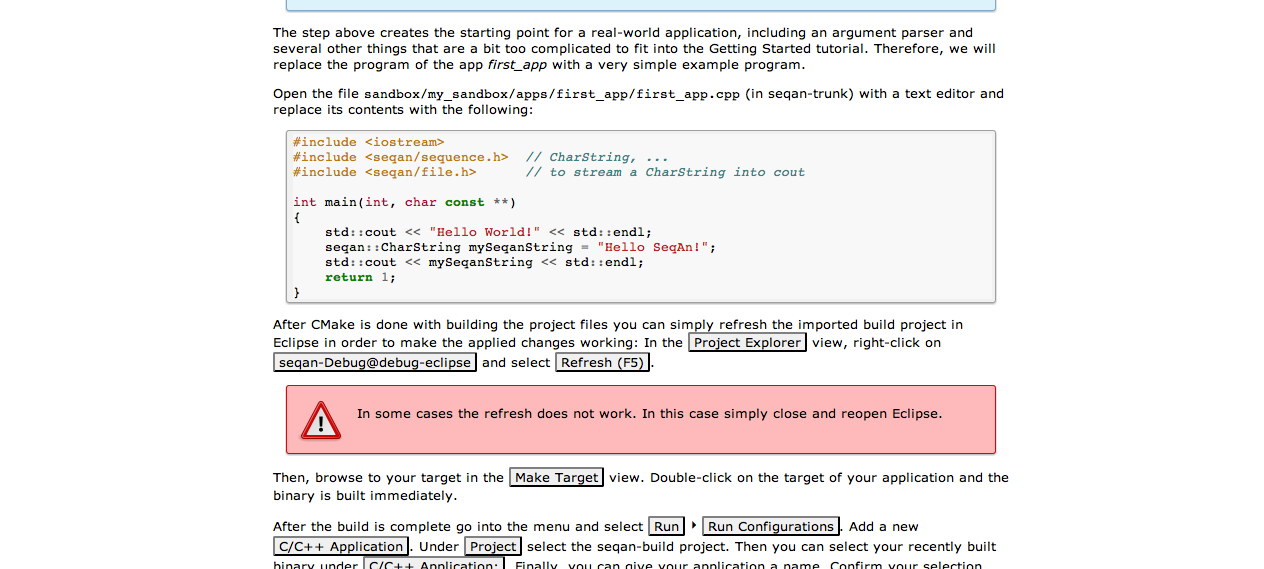 The step above creates the starting point for a real-world application, including an argument parser and
several other things that are a bit too complicated to fit into the Getting Started tutorial. Therefore, we will
replace the program of the app first_app with a very simple example program.
Open the file sandbox/my_sandbox/apps/first_app/first_app.cpp (in seqan-trunk) with a text editor and
replace its contents with the following:
#include <iostream>
#include <seqan/sequence.h>  // CharString, ...
#include <seqan/file.h>      // to stream a CharString into cout
int main(int, char const **)
{
    std::cout << "Hello World!" << std::endl;
    seqan::CharString mySeqanString = "Hello SeqAn!";
    std::cout << mySeqanString << std::endl;
    return 1;
}
After CMake is done with building the project files you can simply refresh the imported build project in
Eclipse in order to make the applied changes working: In the Project Explorer view, right-click on
seqan-Debug@debug-eclipse and select Refresh (F5).
In some cases the refresh does not work. In this case simply close and reopen Eclipse.
Then, browse to your target in the Make Target view. Double-click on the target of your application and the
binary is built immediately.
After the build is complete go into the menu and select Run ‣ Run Configurations. Add a new
C/C++ Application. Under Project select the seqan-build project. Then you can select your recently built
binary under C/C++ Application:. Finally, you can give your application a name. Confirm your selection